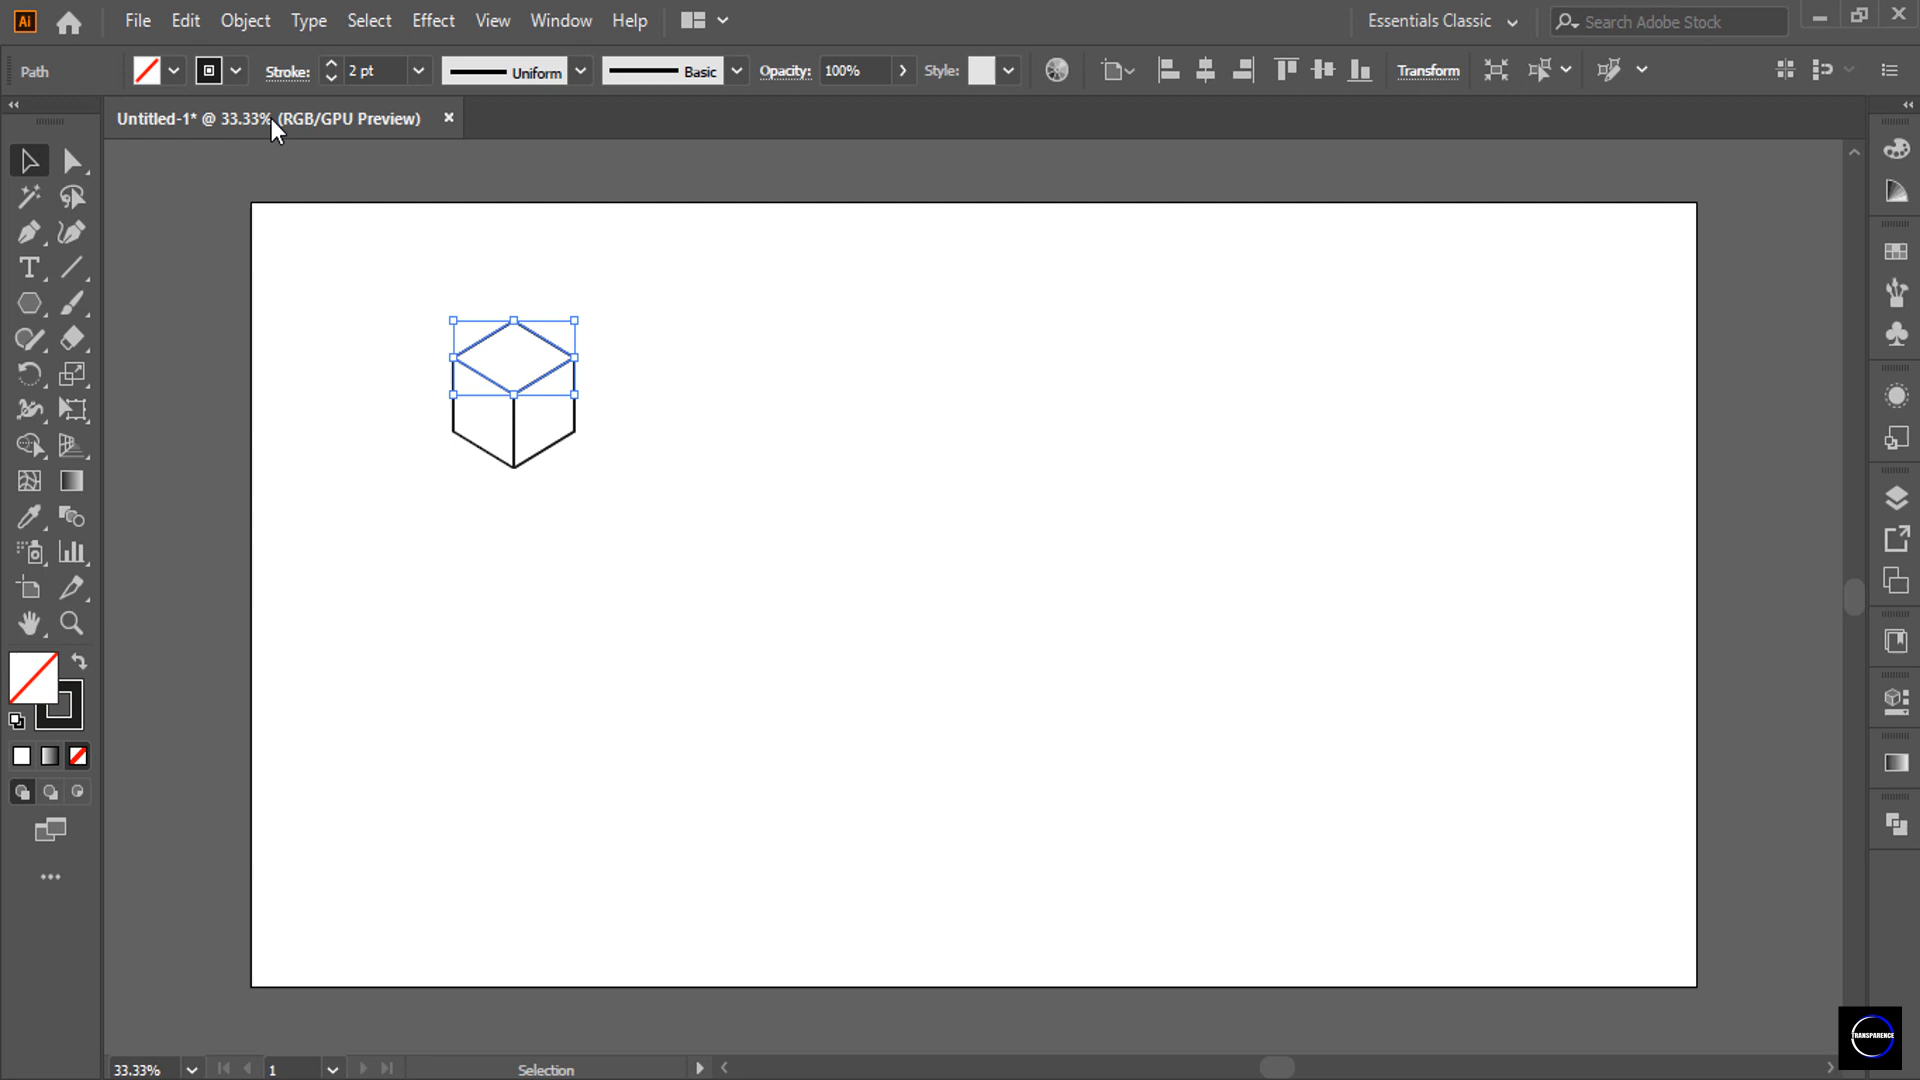 Ai File Edit Object Type Select Effect View Window Help Essentials Classic Search Adobe Stock
Path Stroke: 2 pt Uniform Basic Opacity: 100% Style: Transform
Untitled-1* @ 33.33% (RGB/GPU Preview) ×
TRANSPARENCE
33.33% 1 Selection